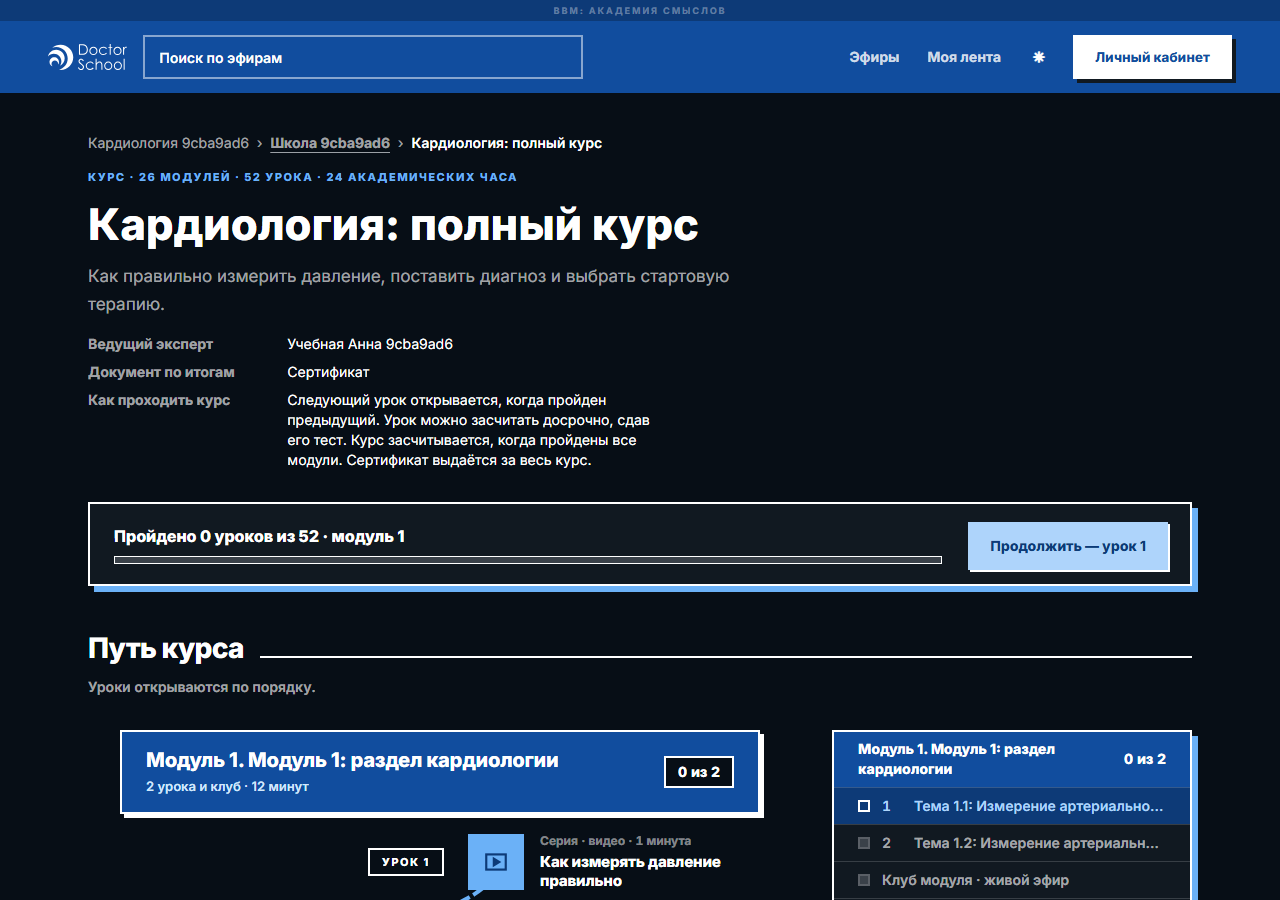 ВВМ: АКАДЕМИЯ СМЫСЛОВ
Doctor School
Поиск по эфирам
Эфиры
Моя лента
Личный кабинет
Кардиология 9cba9ad6 › Школа 9cba9ad6 › Кардиология: полный курс
КУРС · 26 МОДУЛЕЙ · 52 УРОКА · 24 АКАДЕМИЧЕСКИХ ЧАСА
Кардиология: полный курс
Как правильно измерить давление, поставить диагноз и выбрать стартовую
терапию.
Ведущий эксперт Учебная Анна 9cba9ad6
Документ по итогам Сертификат
Как проходить курс Следующий урок открывается, когда пройден
предыдущий. Урок можно засчитать досрочно, сдав
его тест. Курс засчитывается, когда пройдены все
модули. Сертификат выдаётся за весь курс.
Пройдено 0 уроков из 52 · модуль 1
Продолжить — урок 1
Путь курса
Уроки открываются по порядку.
Модуль 1. Модуль 1: раздел кардиологии
2 урока и клуб · 12 минут
0 из 2
УРОК 1
Серия · видео · 1 минута
Как измерять давление
правильно
Модуль 1. Модуль 1: раздел
кардиологии
0 из 2
1 Тема 1.1: Измерение артериально...
2 Тема 1.2: Измерение артериальн...
Клуб модуля · живой эфир